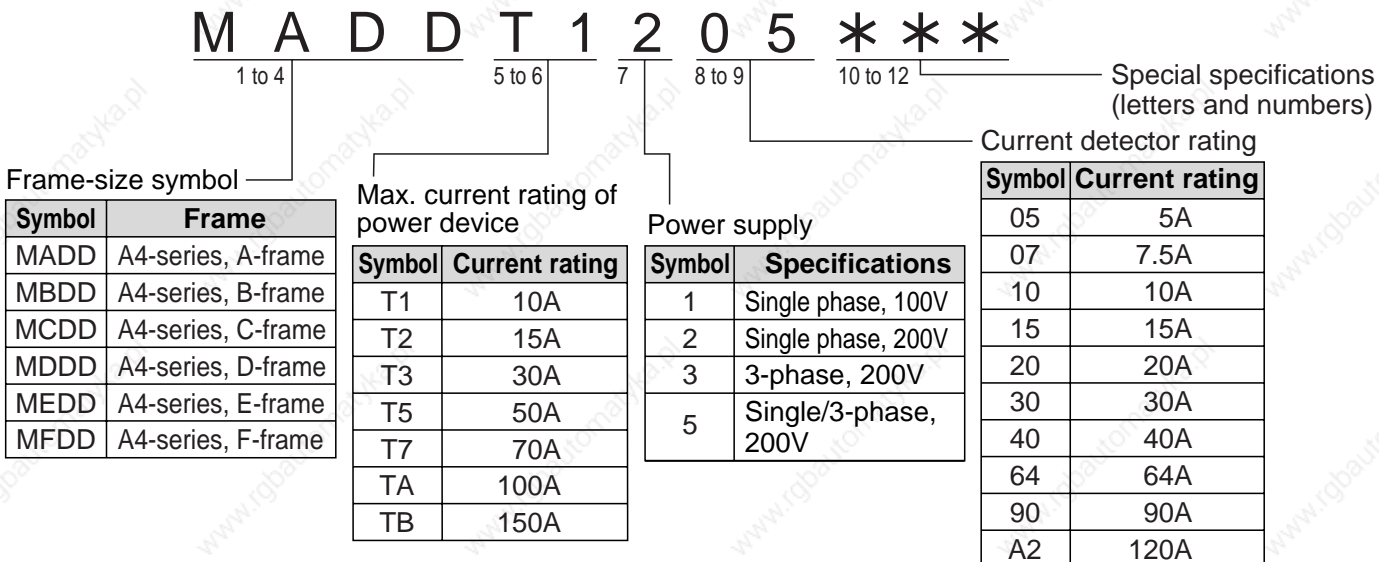 M A D D T 1 2 0 5 ＊ ＊ ＊
1 to 4 5 to 6 7 8 to 9 10 to 12
Special specifications
(letters and numbers)
Frame-size symbol
Symbol Frame
MADD A4-series, A-frame
MBDD A4-series, B-frame
MCDD A4-series, C-frame
MDDD A4-series, D-frame
MEDD A4-series, E-frame
MFDD A4-series, F-frame
Max. current rating of
power device
Symbol Current rating
T1 10A
T2 15A
T3 30A
T5 50A
T7 70A
TA 100A
TB 150A
Power supply
Symbol Specifications
1 Single phase, 100V
2 Single phase, 200V
3 3-phase, 200V
5 Single/3-phase,
200V
Current detector rating
Symbol Current rating
05 5A
07 7.5A
10 10A
15 15A
20 20A
30 30A
40 40A
64 64A
90 90A
A2 120A
www.rgbautomatyka.pl